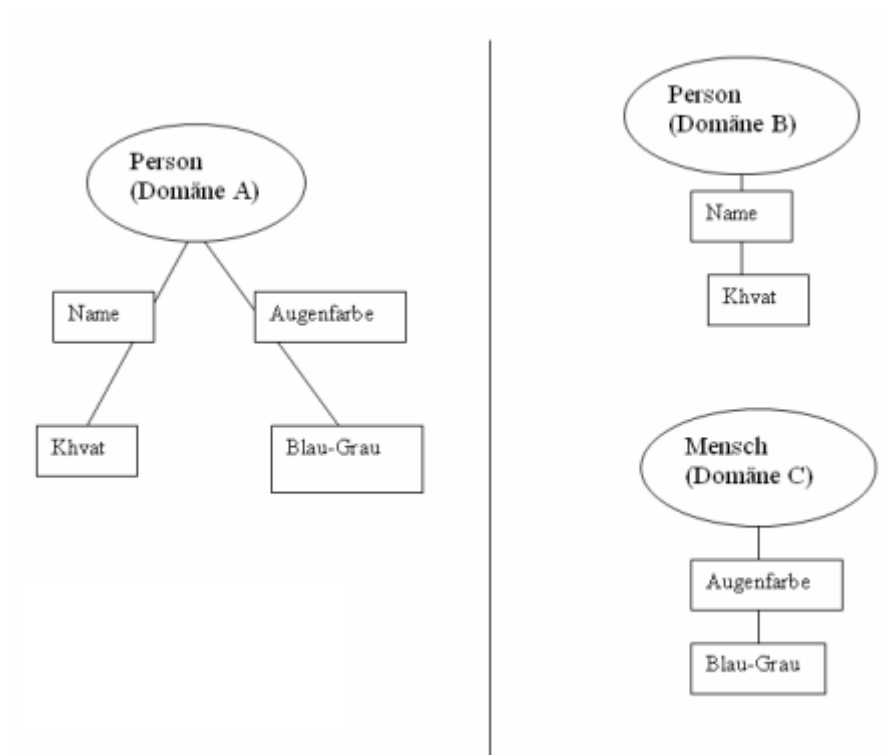 Person
(Domäne A)
Name
Augenfarbe
Khvat
Blau-Grau
Person
(Domäne B)
Name
Khvat
Mensch
(Domäne C)
Augenfarbe
Blau-Grau